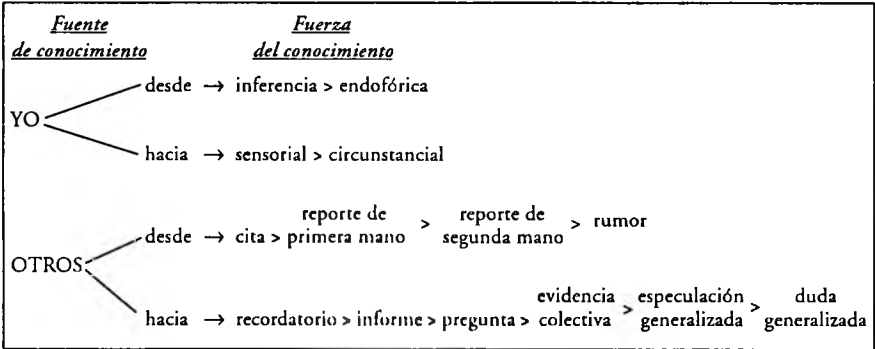 Fuente Fuerza
de conocimiento del conocimiento
desde → inferencia > endofórica
YO
hacia → sensorial > circunstancial
desde → cita > reporte de primera mano > reporte de segunda mano > rumor
OTROS
hacia → recordatorio > informe > pregunta > evidencia colectiva > especulación generalizada > duda generalizada